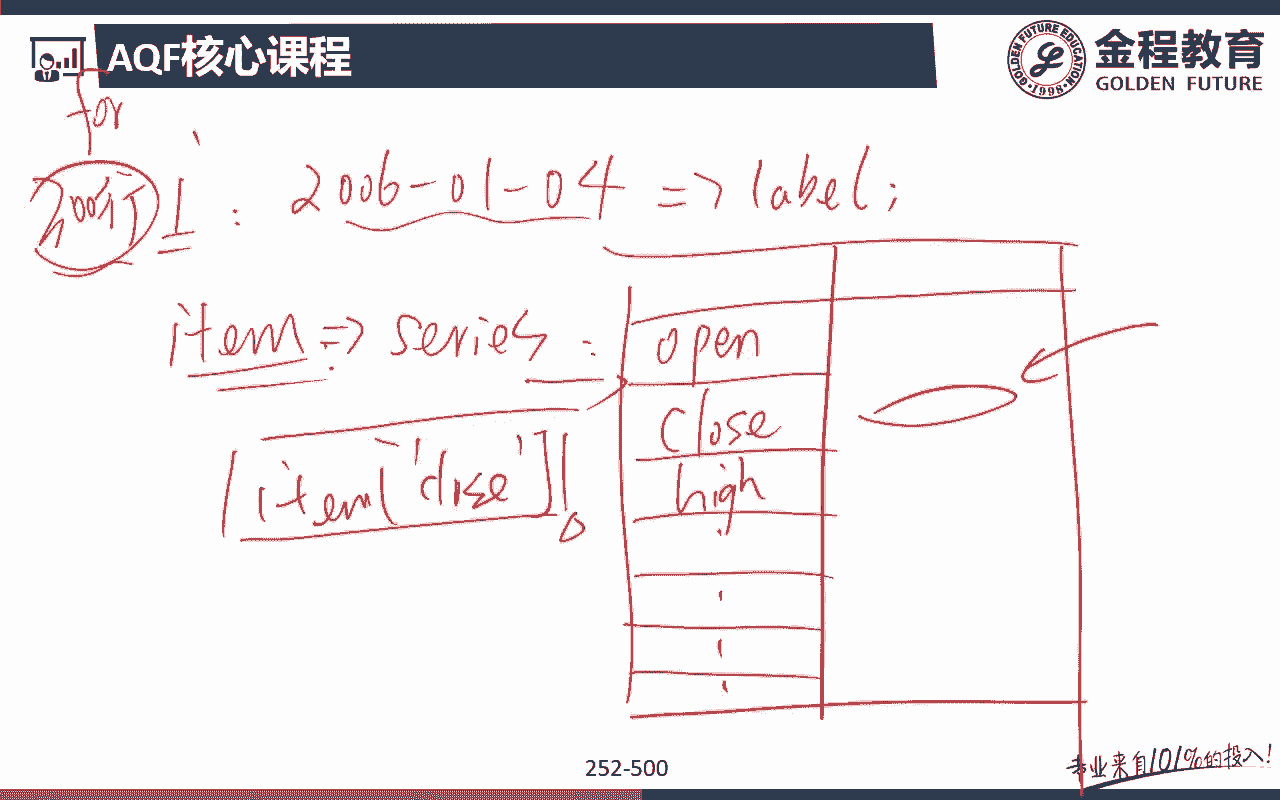 AQF核心课程
金程教育
GOLDEN FUTURE
GOLDEN FUTURE EDUCATION
1998
for
200行 1 : 2006-01-04 => label;
item => series :
open
close
high
item['close']
252-500
专业来自101%的投入!